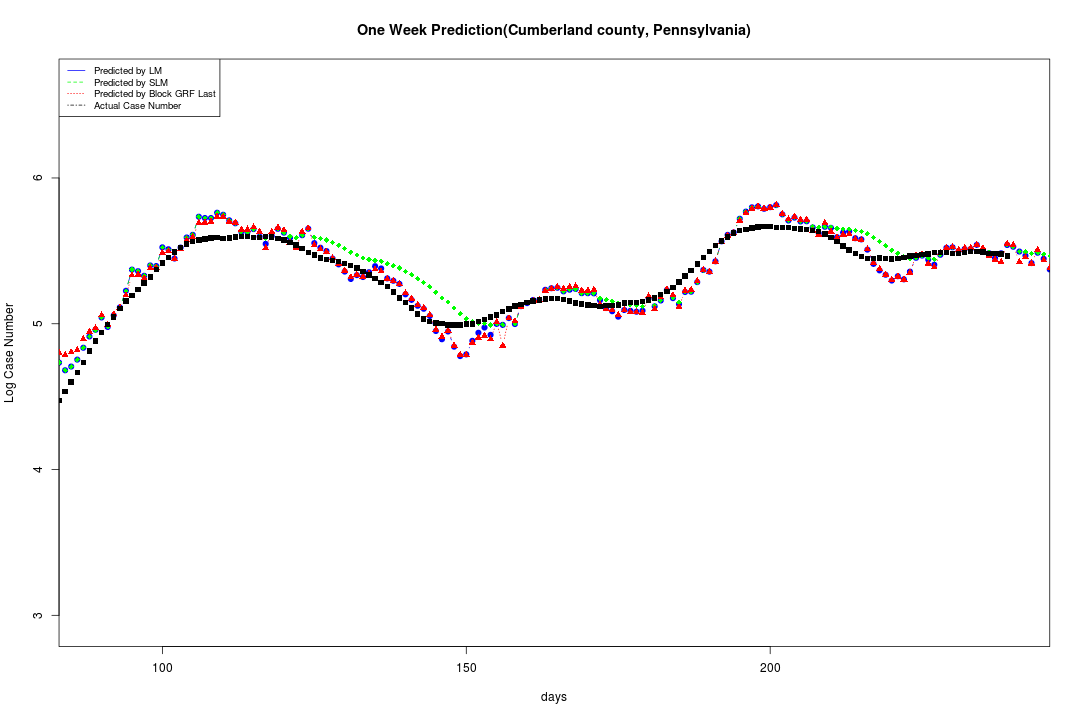 One Week Prediction(Cumberland county, Pennsylvania)
Predicted by LM
Predicted by SLM
Predicted by Block GRF Last
Actual Case Number
6
5
4
3
Log Case Number
100
150
200
days